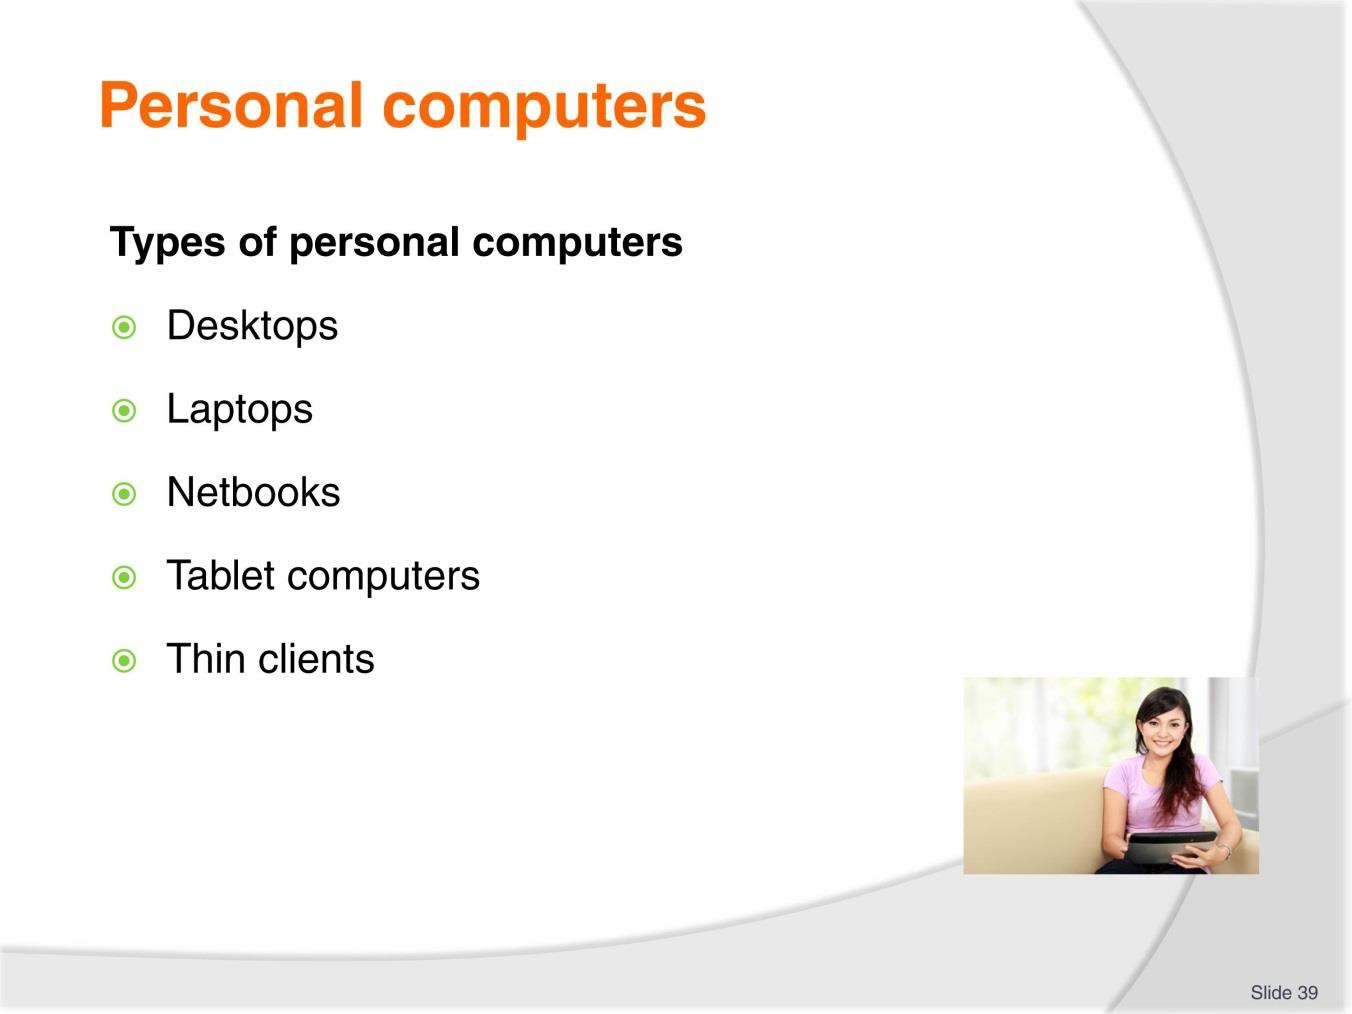 Personal computers
Types of personal computers
Desktops
Laptops
Netbooks
Tablet computers
Thin clients
Slide 39